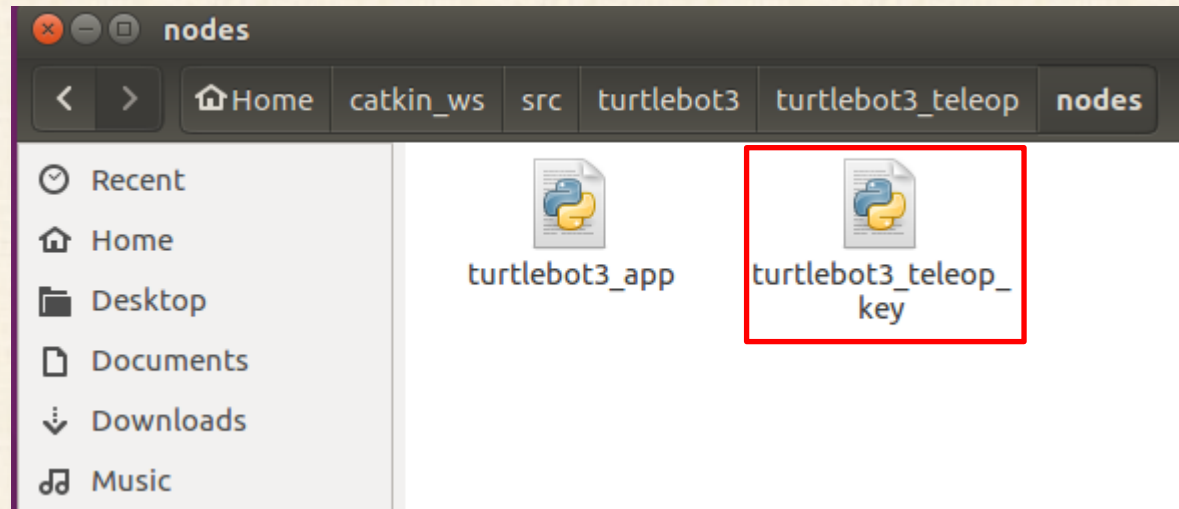 nodes
Home catkin_ws src turtlebot3 turtlebot3_teleop nodes
Recent
Home
Desktop
Documents
Downloads
Music
turtlebot3_app
turtlebot3_teleop_
key